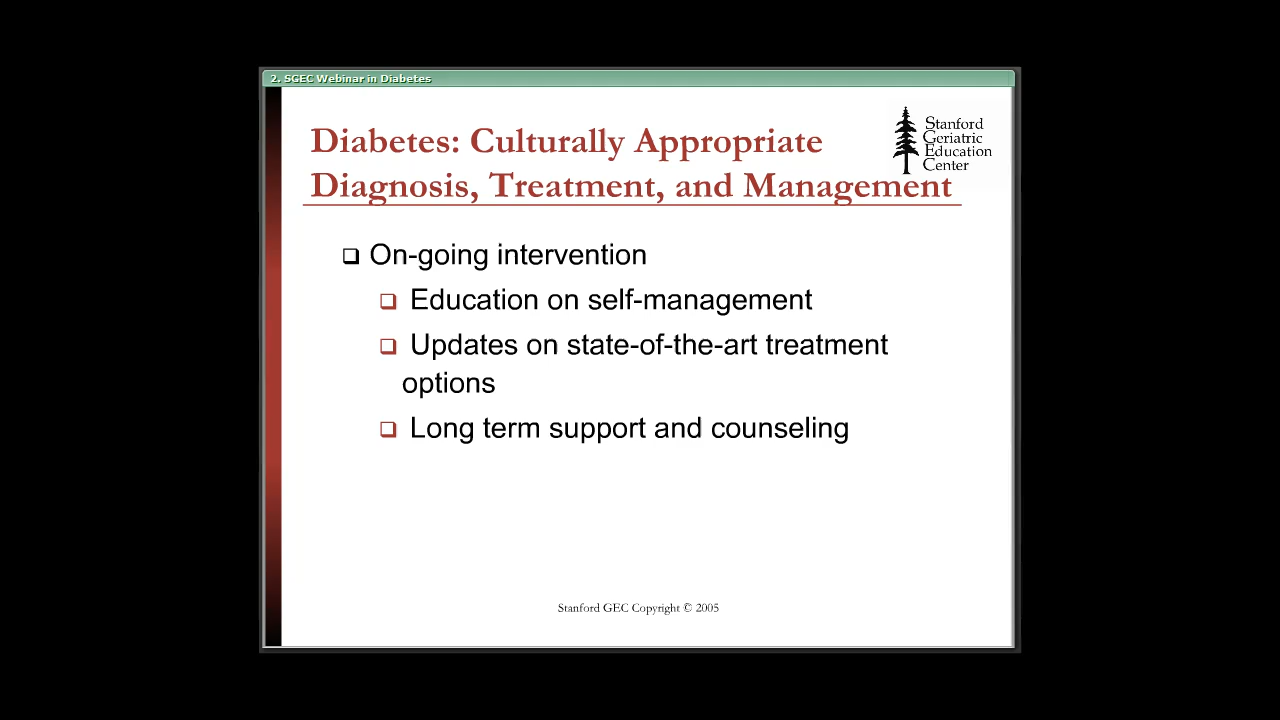 2. SGEC Webinar in Diabetes
Diabetes: Culturally Appropriate
Diagnosis, Treatment, and Management
Stanford
Geriatric
Education
Center
❑ On-going intervention
❑ Education on self-management
❑ Updates on state-of-the-art treatment
options
❑ Long term support and counseling
Stanford GEC Copyright © 2005